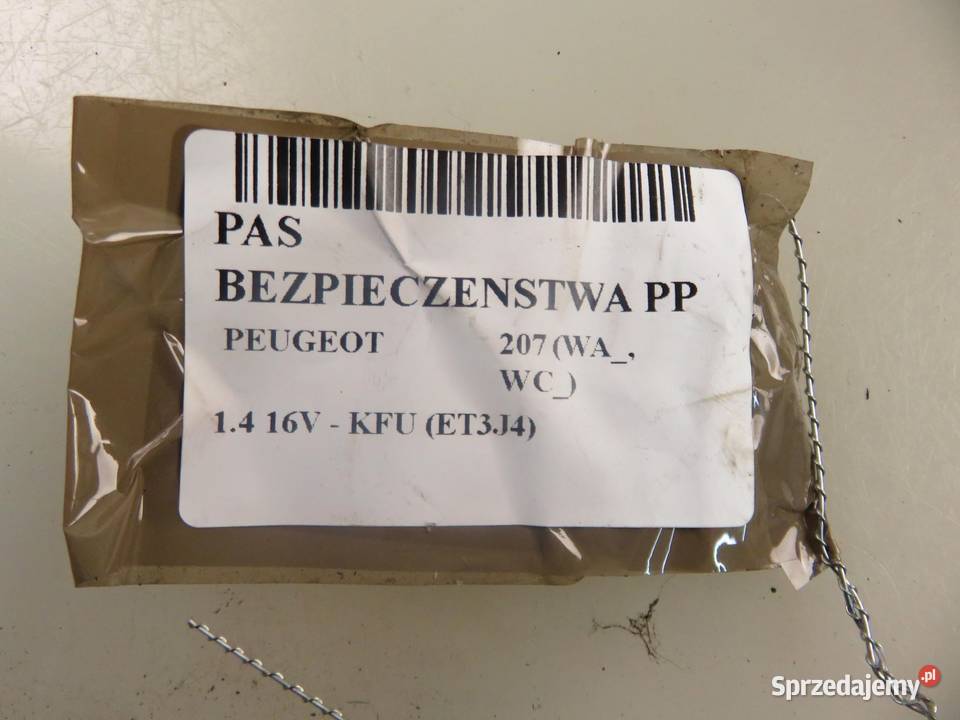 PAS
BEZPIECZENSTWA PP
PEUGEOT 207 (WA_,
WC_)
1.4 16V - KFU (ET3J4)
Sprzedajemy.pl